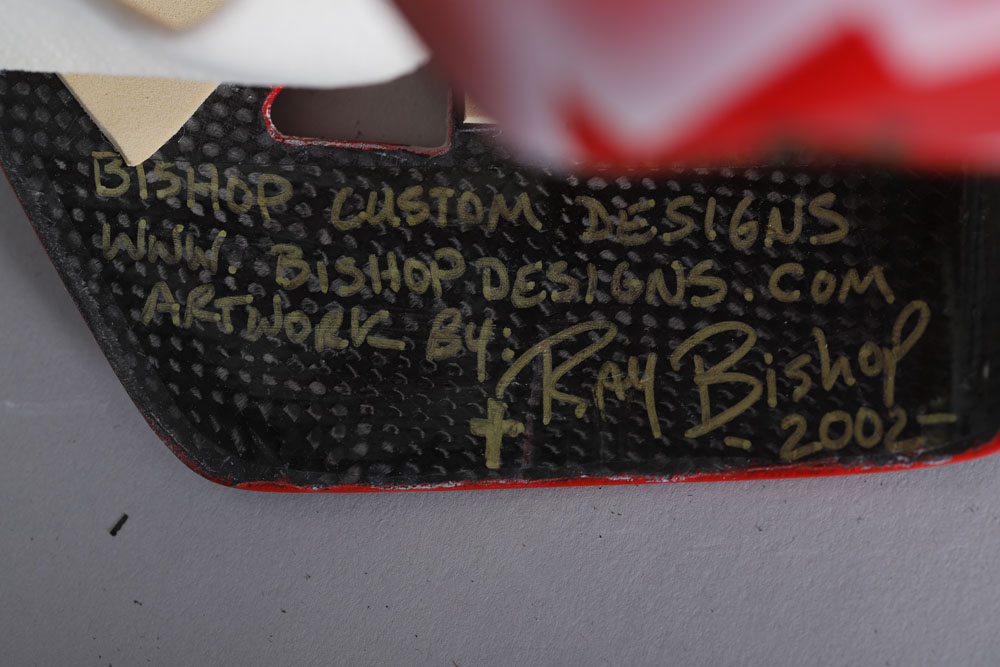 BISHOP CUSTOM DESIGNS
WWW.BISHOPDESIGNS.COM
ARTWORK BY: Ray Bishop
- 2002 -